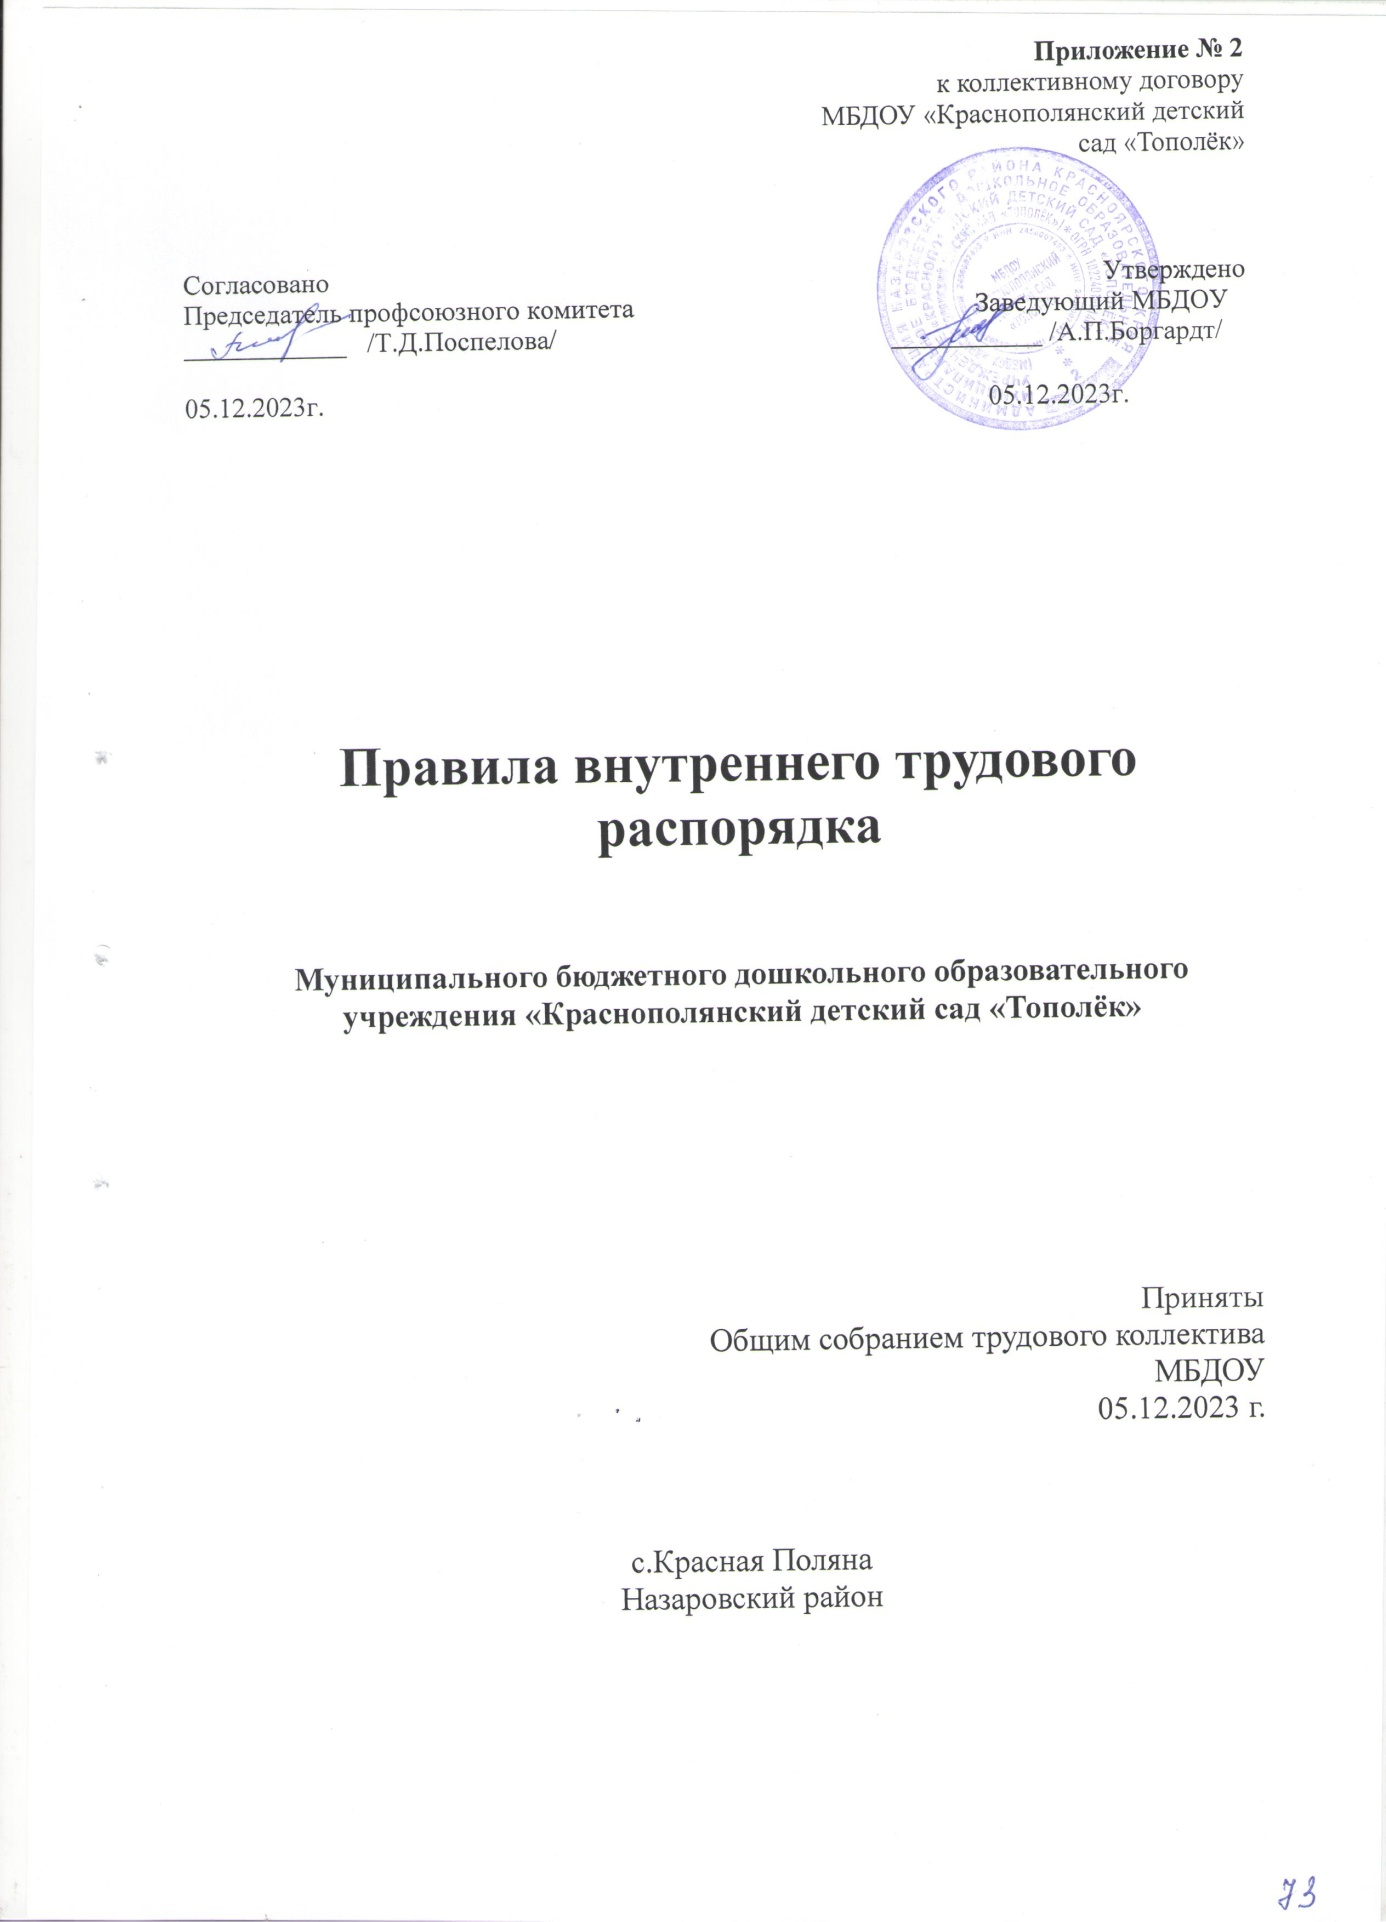 Приложение № 2
к коллективному договору
МБДОУ «Краснополянский детский
сад «Тополёк»
Согласовано
Председатель профсоюзного комитета
____________ /Т.Д.Поспелова/
05.12.2023г.
Утверждено
Заведующий МБДОУ
___________ /А.П.Боргардт/
05.12.2023г.
Правила внутреннего трудового
распорядка
Муниципального бюджетного дошкольного образовательного
учреждения «Краснополянский детский сад «Тополёк»
Приняты
Общим собранием трудового коллектива
МБДОУ
05.12.2023 г.
с.Красная Поляна
Назаровский район
73